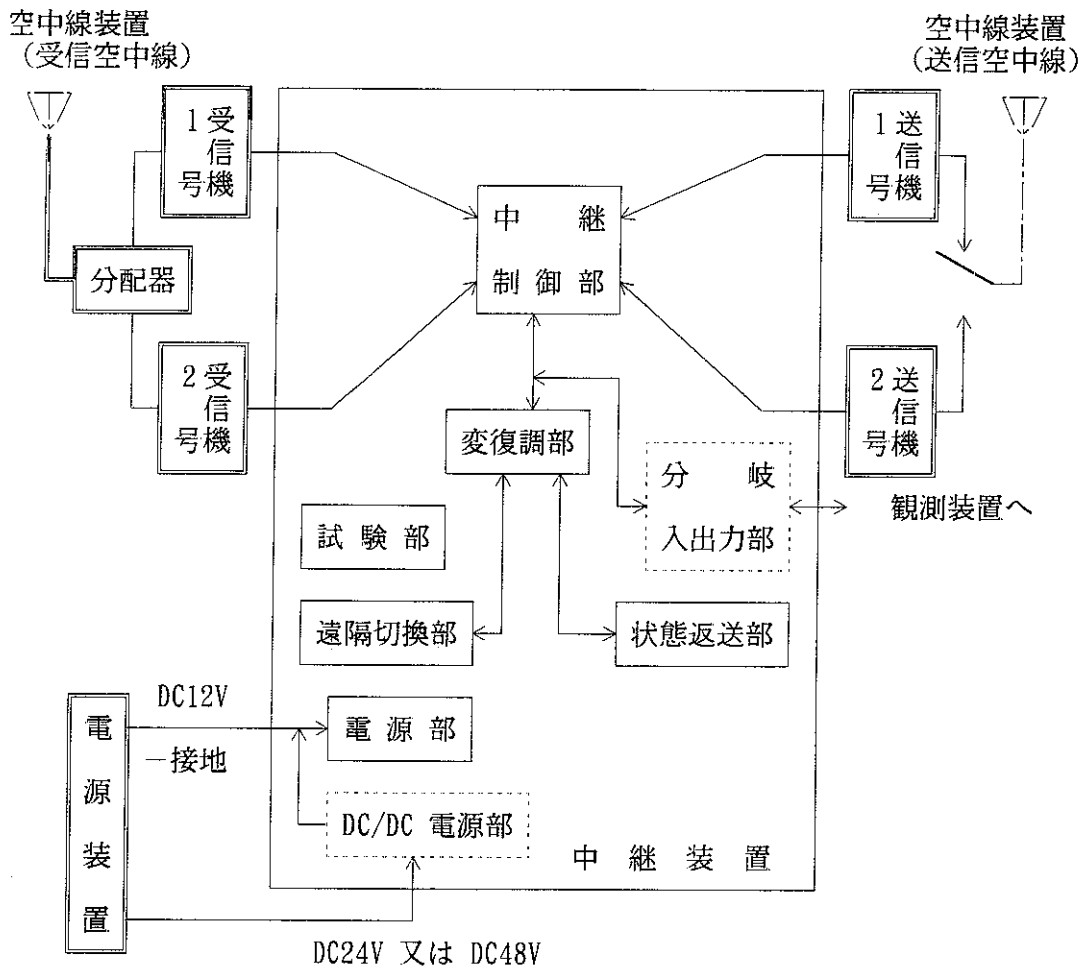 空中線装置
(受信空中線)
空中線装置
(送信空中線)
1受
信
号機
1送
信
号機
中 継
制 御 部
分配器
2受
信
号機
2送
信
号機
変復調部
分 岐
入出力部
観測装置へ
試 験 部
遠隔切換部
状態返送部
DC12V
電 源 部
-接地
電
源
装
置
DC/DC 電源部
中 継 装 置
DC24V 又は DC48V